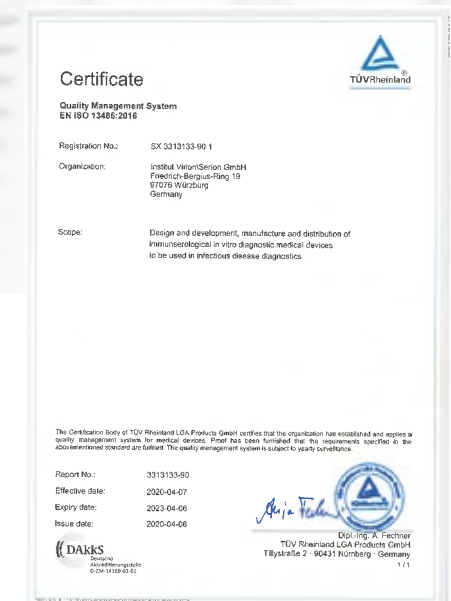 TÜVRheinland®
Certificate
Quality Management System
EN ISO 13485:2016
Registration No.: SX 3313133-90 1
Organization: Institut Virion\Serion GmbH
Friedrich-Bergius-Ring 19
97076 Würzburg
Germany
Scope: Design and development, manufacture and distribution of
immunserological in vitro diagnostic medical devices
to be used in infectious disease diagnostics
The Certification Body of TÜV Rheinland LGA Products GmbH certifies that the organization has established and applies a
quality management system for medical devices. Proof has been furnished that the requirements specified in the
abovementioned standard are fulfilled. The quality management system is subject to yearly surveillance.
Report No.: 3313133-90
Effective date: 2020-04-07
Expiry date: 2023-04-06
Issue date: 2020-04-06
Dipl.-Ing. A. Fechner
TÜV Rheinland LGA Products GmbH
Tillystraße 2 · 90431 Nürnberg · Germany
1 / 1
DAkkS
Deutsche
Akkreditierungsstelle
D-ZM-14169-01-02